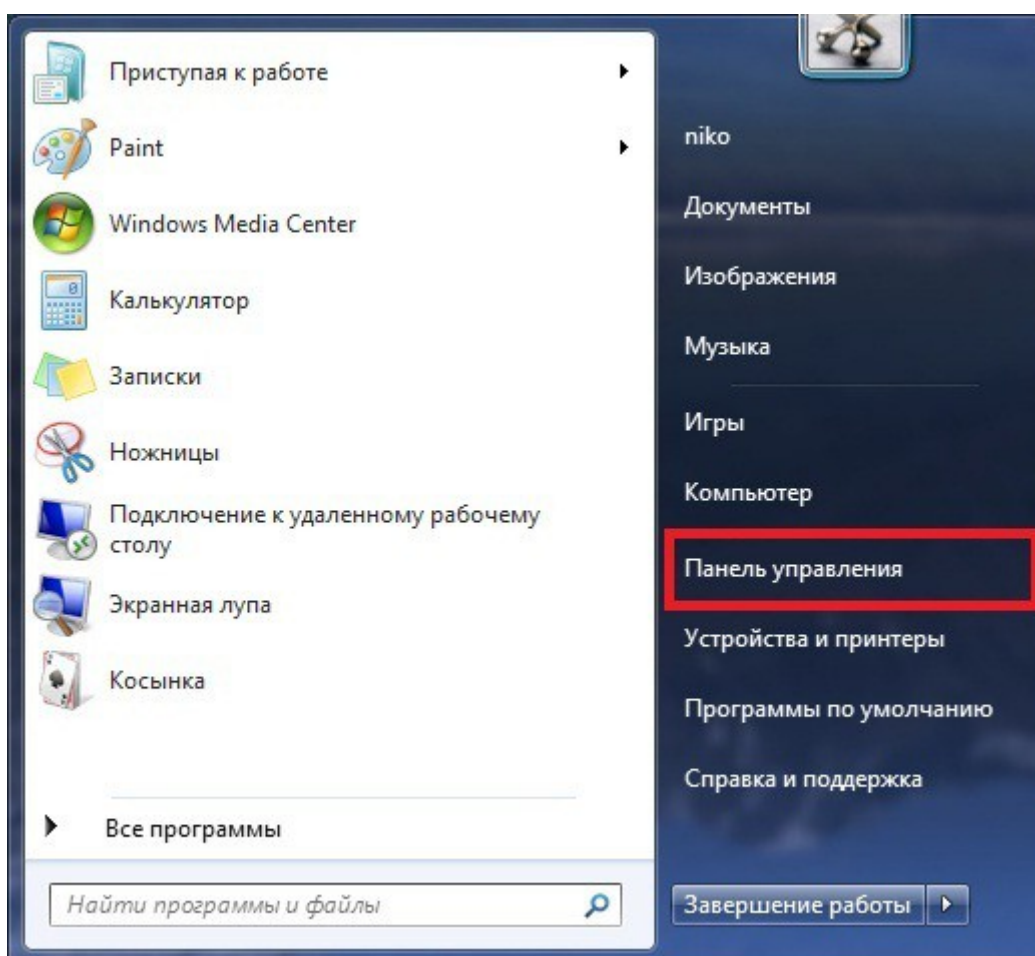 Приступая к работе
Paint
Windows Media Center
Калькулятор
Записки
Ножницы
Подключение к удаленному рабочему
столу
Экранная лупа
Косынка
Все программы
Найти программы и файлы
niko
Документы
Изображения
Музыка
Игры
Компьютер
Панель управления
Устройства и принтеры
Программы по умолчанию
Справка и поддержка
Завершение работы